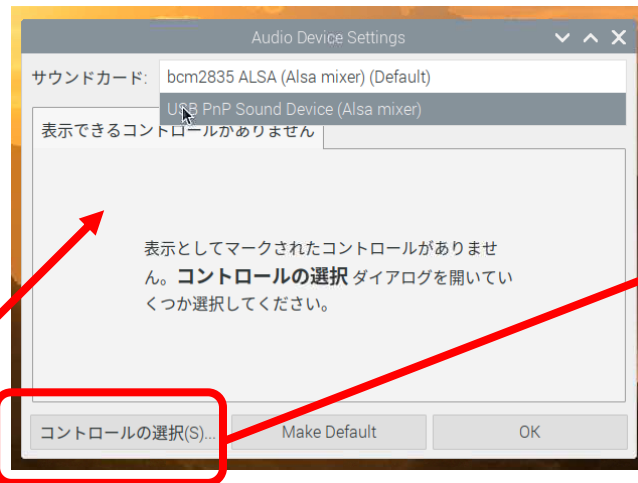 Audio Device Settings
サウンドカード: bcm2835 ALSA (Alsa mixer) (Default)
USB PnP Sound Device (Alsa mixer)
表示できるコントロールがありません
表示としてマークされたコントロールがありませ
ん。コントロールの選択 ダイアログを開いてい
くつか選択してください。
コントロールの選択(S)... Make Default OK